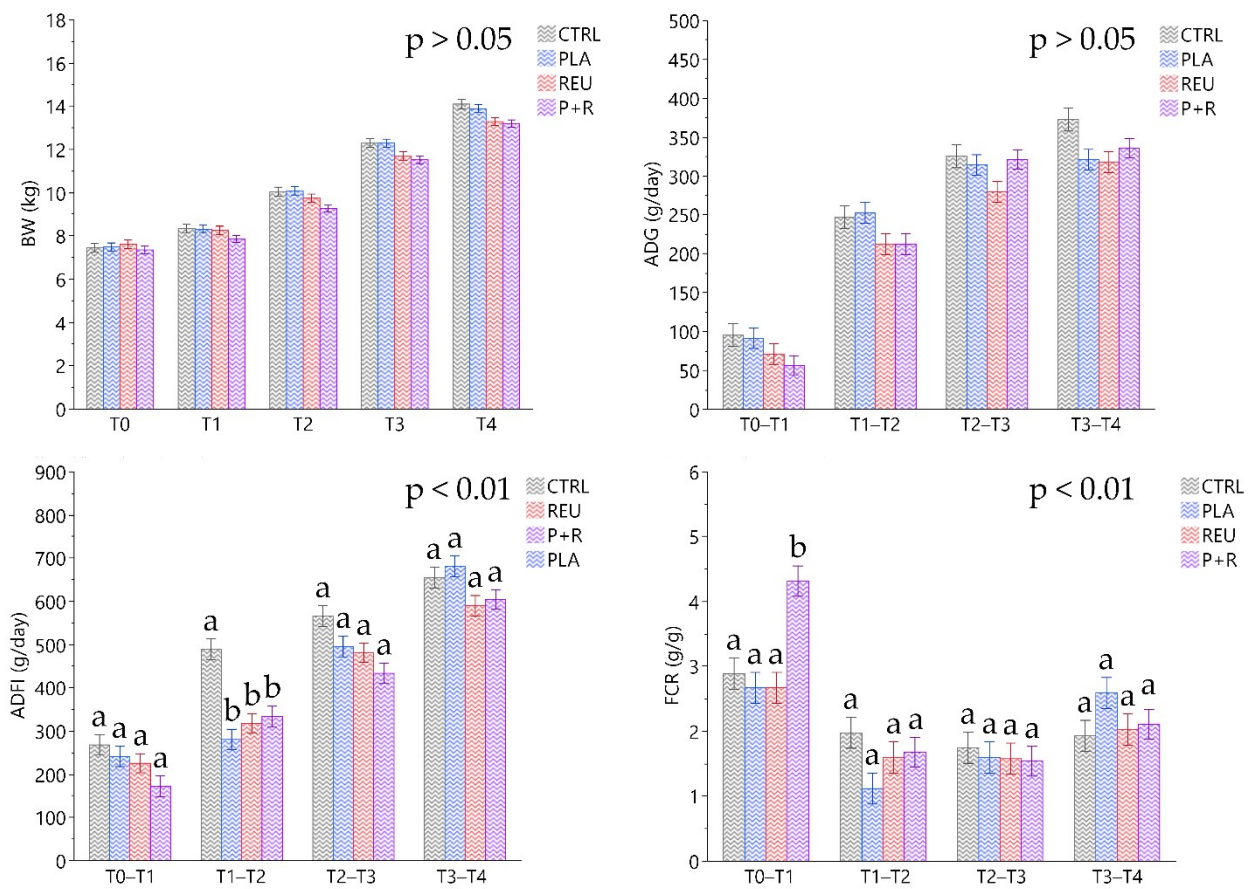 18
16
14
12
10
8
6
4
2
0
BW (kg)
p > 0.05
CTRL
PLA
REU
P+R
T0 T1 T2 T3 T4
500
450
400
350
300
250
200
150
100
50
0
ADG (g/day)
p > 0.05
CTRL
PLA
REU
P+R
T0–T1 T1–T2 T2–T3 T3–T4
900
800
700
600
500
400
300
200
100
0
ADFI (g/day)
p < 0.01
CTRL
REU
P+R
PLA
a a a a
a b b b
a a a a
a a a a
T0–T1 T1–T2 T2–T3 T3–T4
6
5
4
3
2
1
0
FCR (g/g)
p < 0.01
CTRL
PLA
REU
P+R
a a a b
a a a a
a a a a
a a a a
T0–T1 T1–T2 T2–T3 T3–T4